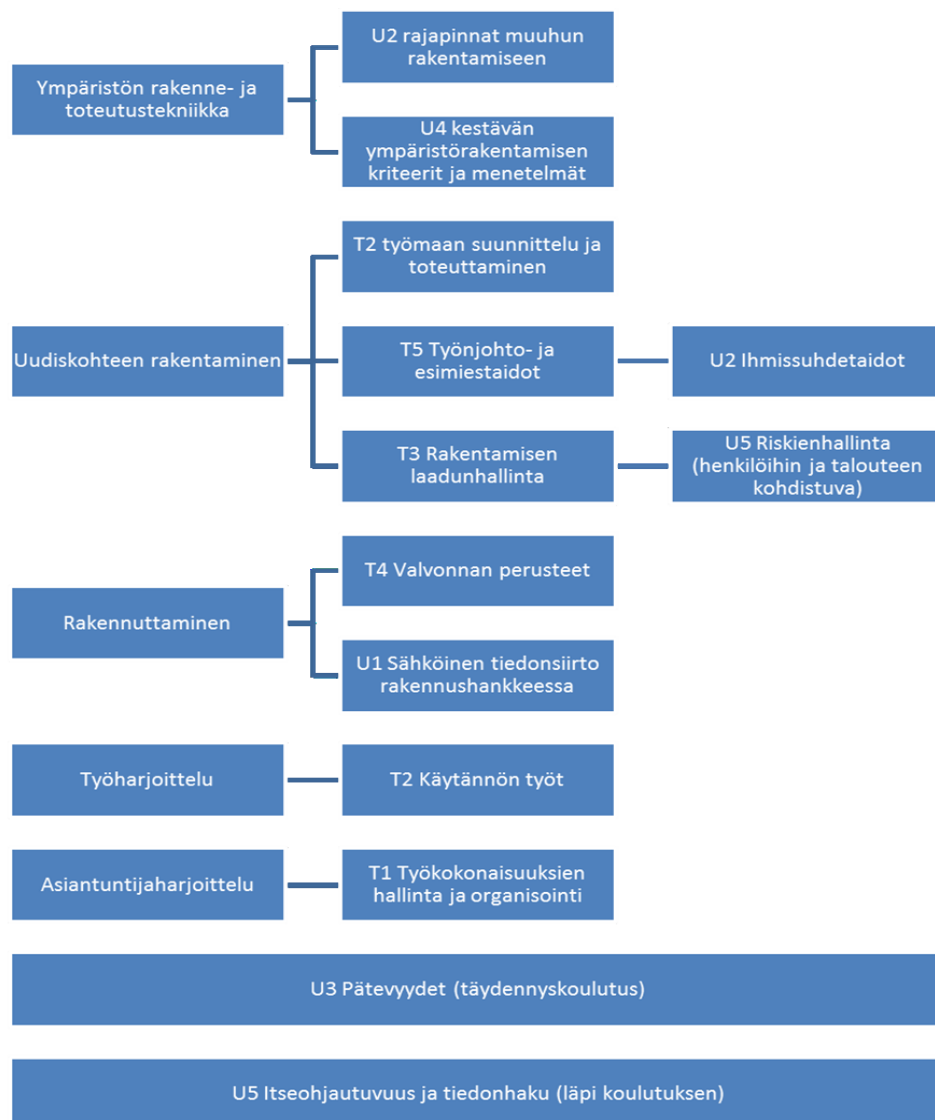 Ympäristön rakenne- ja
toteutustekniikka
U2 rajapinnat muuhun
rakentamiseen
U4 kestävän
ympäristörakentamisen
kriteerit ja menetelmät
Uudiskohteen rakentaminen
T2 työmaan suunnittelu ja
toteuttaminen
T5 Työnjohto- ja
esimiestaidot
U2 Ihmissuhdetaidot
T3 Rakentamisen
laadunhallinta
U5 Riskienhallinta
(henkilöihin ja talouteen
kohdistuva)
Rakennuttaminen
T4 Valvonnan perusteet
U1 Sähköinen tiedonsiirto
rakennushankkeessa
Työharjoittelu
T2 Käytännön työt
Asiantuntijaharjoittelu
T1 Työkokonaisuuksien
hallinta ja organisointi
U3 Pätevyydet (täydennyskoulutus)
U5 Itseohjautuvuus ja tiedonhaku (läpi koulutuksen)